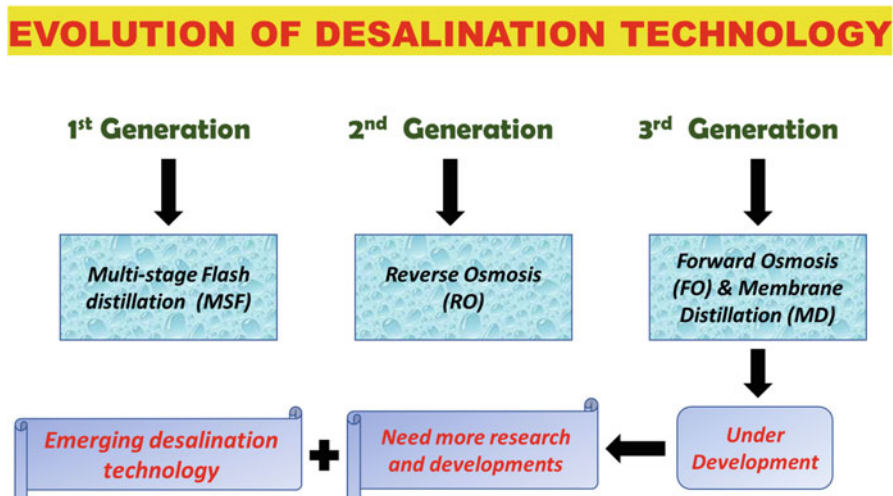 EVOLUTION OF DESALINATION TECHNOLOGY
1st Generation
2nd Generation
3rd Generation
Multi-stage Flash
distillation (MSF)
Reverse Osmosis
(RO)
Forward Osmosis
(FO) & Membrane
Distillation (MD)
Emerging desalination
technology
+
Need more research
and developments
Under
Development